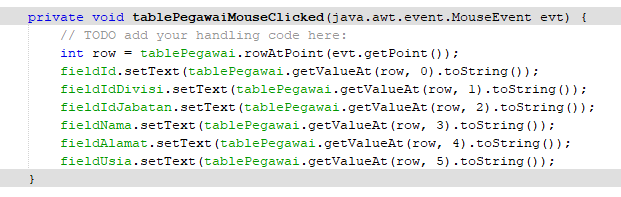 private void tablePegawaiMouseClicked(java.awt.event.MouseEvent evt) {
// TODO add your handling code here:
int row = tablePegawai.rowAtPoint(evt.getPoint());
fieldId.setText(tablePegawai.getValueAt(row, 0).toString());
fieldIdDivisi.setText(tablePegawai.getValueAt(row, 1).toString());
fieldIdJabatan.setText(tablePegawai.getValueAt(row, 2).toString());
fieldNama.setText(tablePegawai.getValueAt(row, 3).toString());
fieldAlamat.setText(tablePegawai.getValueAt(row, 4).toString());
fieldUsia.setText(tablePegawai.getValueAt(row, 5).toString());
}